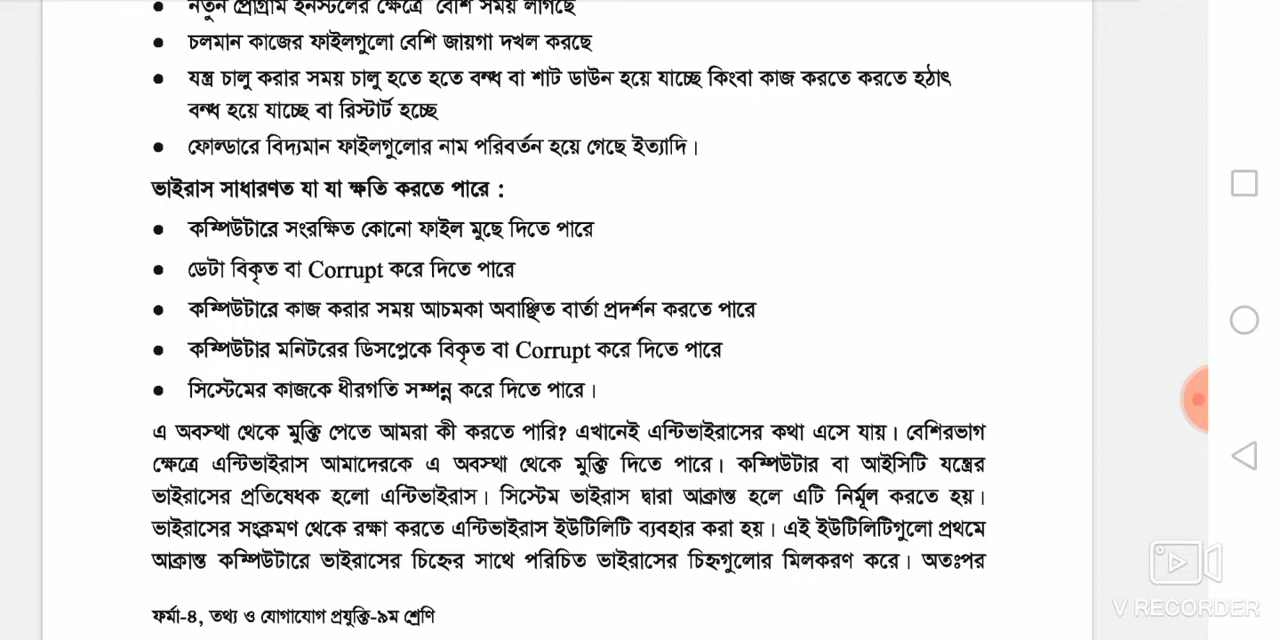 নতুন প্রোগ্রাম ইনস্টলের ক্ষেত্রে বেশি সময় লাগছে
• চলমান কাজের ফাইলগুলো বেশি জায়গা দখল করছে
• যন্ত্র চালু করার সময় চালু হতে হতে বন্ধ বা শাট ডাউন হয়ে যাচ্ছে কিংবা কাজ করতে করতে হঠাৎ
বন্ধ হয়ে যাচ্ছে বা রিস্টার্ট হচ্ছে
• ফোল্ডারে বিদ্যমান ফাইলগুলোর নাম পরিবর্তন হয়ে গেছে ইত্যাদি।
ভাইরাস সাধারণত যা যা ক্ষতি করতে পারে :
• কম্পিউটারে সংরক্ষিত কোনো ফাইল মুছে দিতে পারে
• ডেটা বিকৃত বা Corrupt করে দিতে পারে
• কম্পিউটারে কাজ করার সময় আচমকা অবাঞ্ছিত বার্তা প্রদর্শন করতে পারে
• কম্পিউটার মনিটরের ডিসপ্লেকে বিকৃত বা Corrupt করে দিতে পারে
• সিস্টেমের কাজকে ধীরগতি সম্পন্ন করে দিতে পারে।
এ অবস্থা থেকে মুক্তি পেতে আমরা কী করতে পারি? এখানেই এন্টিভাইরাসের কথা এসে যায়। বেশিরভাগ
ক্ষেত্রে এন্টিভাইরাস আমাদেরকে এ অবস্থা থেকে মুক্তি দিতে পারে। কম্পিউটার বা আইসিটি যন্ত্রের
ভাইরাসের প্রতিষেধক হলো এন্টিভাইরাস। সিস্টেম ভাইরাস দ্বারা আক্রান্ত হলে এটি নির্মূল করতে হয়।
ভাইরাসের সংক্রমণ থেকে রক্ষা করতে এন্টিভাইরাস ইউটিলিটি ব্যবহার করা হয়। এই ইউটিলিটিগুলো প্রথমে
আক্রান্ত কম্পিউটারে ভাইরাসের চিহ্নের সাথে পরিচিত ভাইরাসের চিহ্নগুলোর মিলকরণ করে। অতঃপর
ফর্মা-৪, তথ্য ও যোগাযোগ প্রযুক্তি-৯ম শ্রেণি
V RECORDER